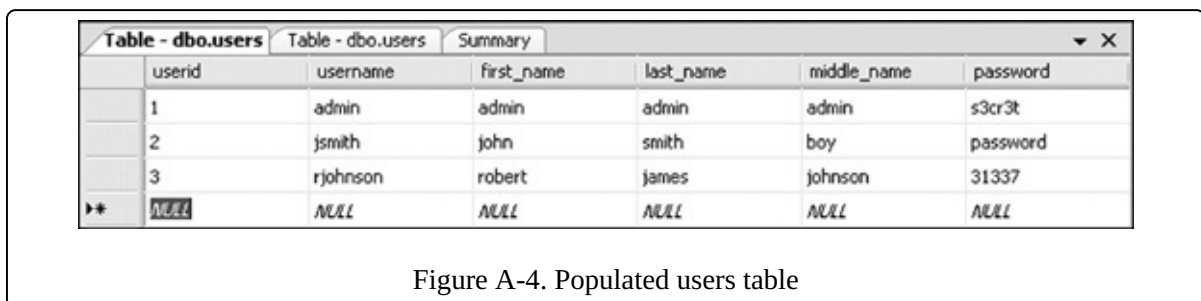 Table - dbo.users Table - dbo.users Summary
userid username first_name last_name middle_name password
1 admin admin admin admin s3cr3t
2 jsmith john smith boy password
3 rjohnson robert james johnson 31337
NULL NULL NULL NULL NULL NULL
Figure A-4. Populated users table